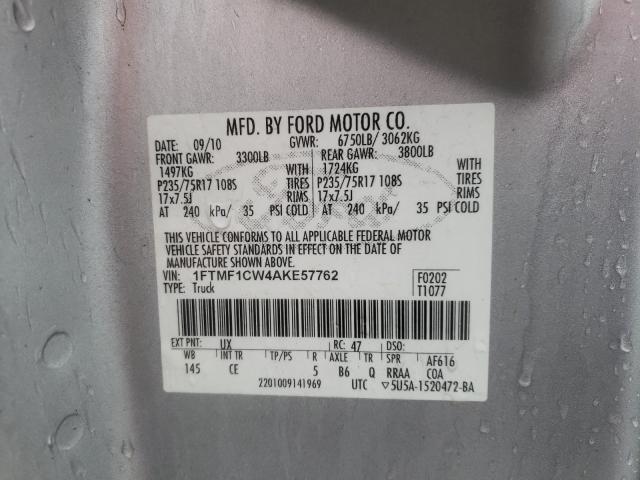 MFD. BY FORD MOTOR CO.
DATE: 09/10 GVWR: 6750LB/ 3062KG
FRONT GAWR: 3300LB REAR GAWR: 3800LB
1497KG WITH 1724KG WITH
P235/75R17 108S TIRES P235/75R17 108S TIRES
17x7.5J RIMS 17x7.5J RIMS
AT 240 kPa/ 35 PSI COLD AT 240 kPa/ 35 PSI COLD
THIS VEHICLE CONFORMS TO ALL APPLICABLE FEDERAL MOTOR
VEHICLE SAFETY STANDARDS IN EFFECT ON THE DATE OF
MANUFACTURE SHOWN ABOVE.
VIN: 1FTMF1CW4AKE57762 F0202
TYPE: Truck T1077
EXT PNT: UX RC: 47 DSO:
WB INT TR TP/PS R AXLE TR SPR AF616
145 CE 5 B6 Q RRAA COA
2201009141969 UTC 5U5A-1520472-BA